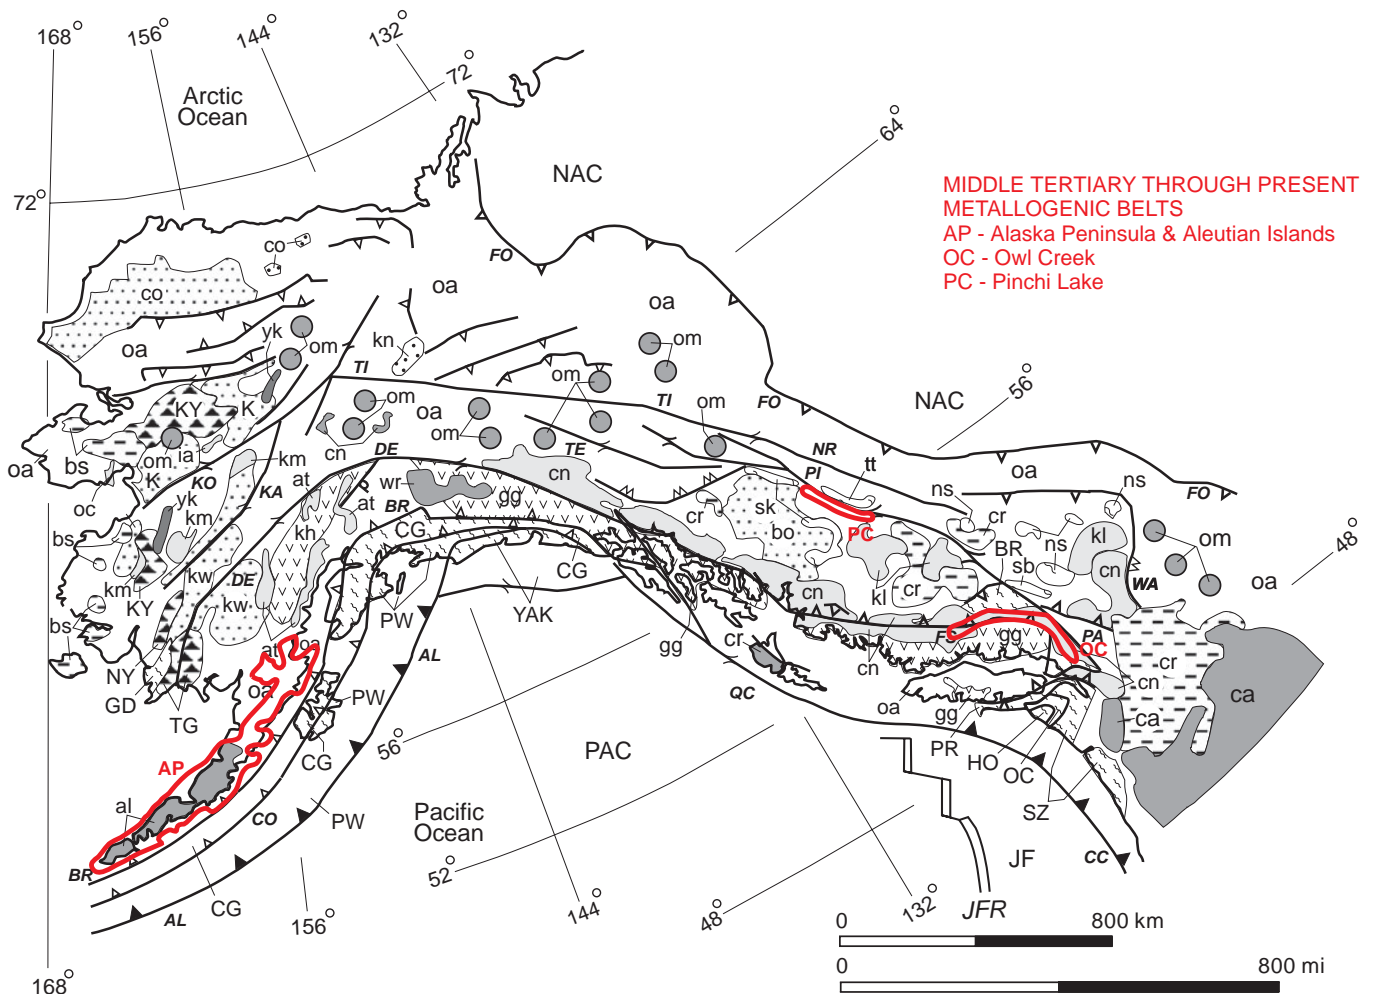 168°
156°
144°
132°
72°
Arctic
Ocean
NAC
64°
MIDDLE TERTIARY THROUGH PRESENT
METALLOGENIC BELTS
AP - Alaska Peninsula & Aleutian Islands
OC - Owl Creek
PC - Pinchi Lake
72°
co
FO
co
oa
oa
yk
om
kn
oa
om
TI
om
TI
om
FO
NAC
56°
KY
K
om
oa
om
cn
om
TE
NR
oa
oa
bs
om
ia
K
KO
km
KA
at
DE
wr
gg
BR
at
cn
PI
tt
ns
ns
FO
oc
yk
km
kh
CG
cr
sk
bo
PC
cr
BR
ns
kl
om
48°
bs
km
KY
kw
DE
kw
CG
cn
kl
cr
sb
cn
WA
oa
bs
PW
YAK
gg
cr
FS
gg
PA
OC
NY
at
oa
oa
AL
cn
cn
cr
ca
GD
TG
PW
QC
oa
gg
ca
AP
CG
56°
PAC
PR
HO
OC
SZ
al
CO
PW
Pacific
Ocean
JF
CC
BR
52°
AL
CG
156°
144°
48°
132°
JFR
0
800 km
0
800 mi
168°